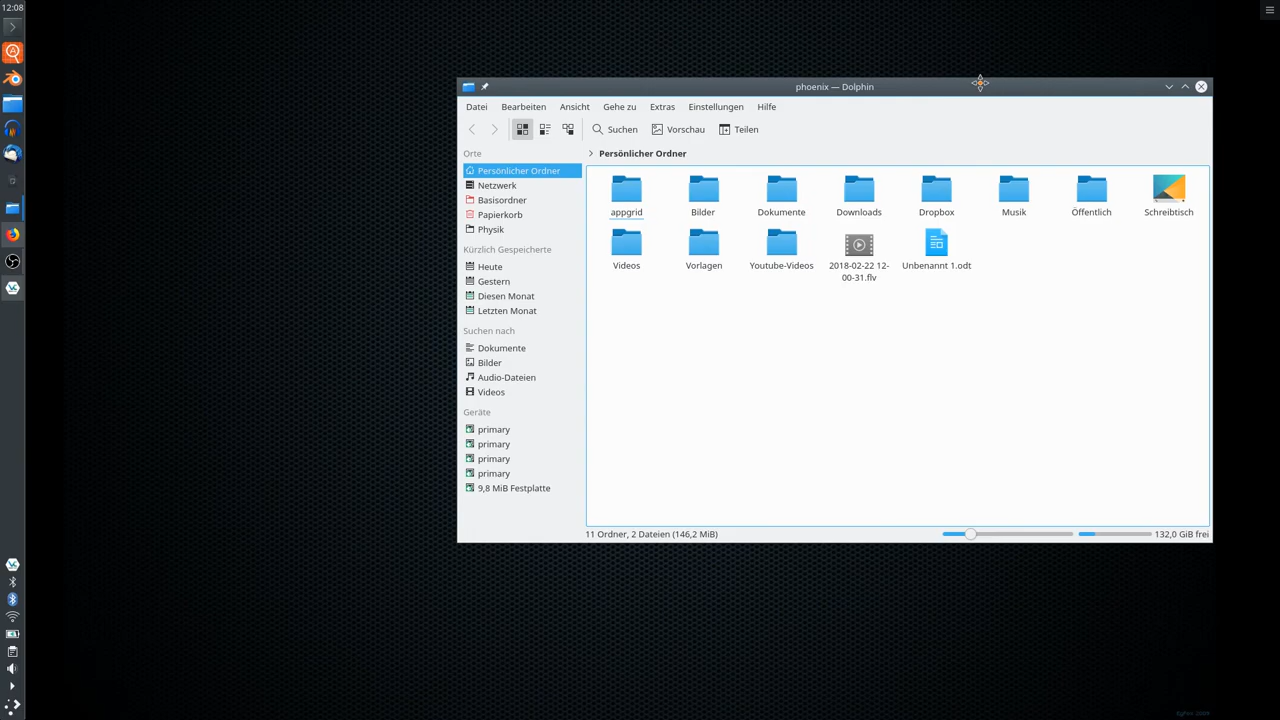 12:08
phoenix — Dolphin
Datei Bearbeiten Ansicht Gehe zu Extras Einstellungen Hilfe
Suchen Vorschau Teilen
Orte
Persönlicher Ordner
Netzwerk
Basisordner
Papierkorb
Physik
Kürzlich Gespeicherte
Heute
Gestern
Diesen Monat
Letzten Monat
Suchen nach
Dokumente
Bilder
Audio-Dateien
Videos
Geräte
primary
primary
primary
primary
9,8 MiB Festplatte
Persönlicher Ordner
appgrid Bilder Dokumente Downloads Dropbox Musik Öffentlich Schreibtisch
Videos Vorlagen Youtube-Videos 2018-02-22 12- Unbenannt 1.odt
00-31.flv
11 Ordner, 2 Dateien (146,2 MiB) 132,0 GiB frei